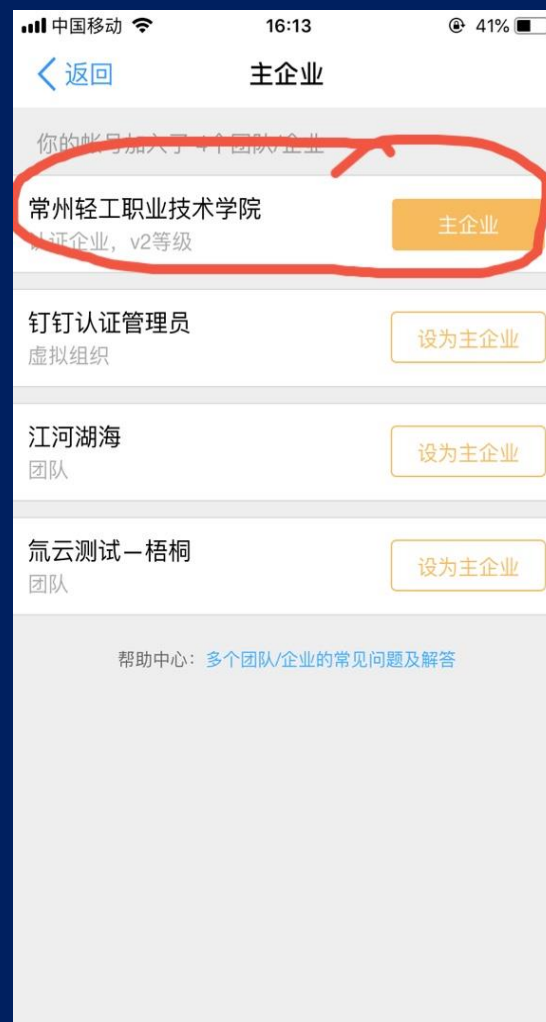 中国移动 16:13 41%
返回 主企业
你的帐号加入了 4个团队/企业
常州轻工职业技术学院 主企业
认证企业，v2等级
钉钉认证管理员 设为主企业
虚拟组织
江河湖海 设为主企业
团队
氚云测试—梧桐 设为主企业
团队
帮助中心：多个团队/企业的常见问题及解答